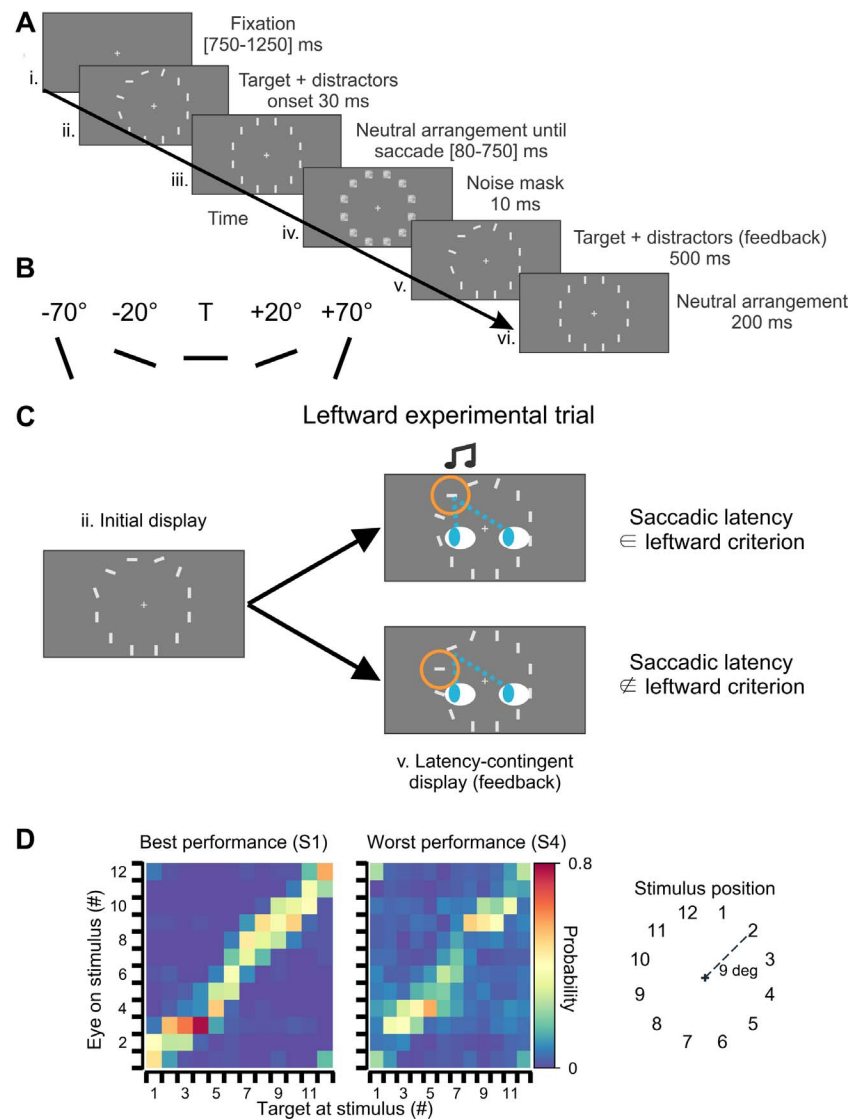 A
Fixation
[750-1250] ms
i.
Target + distractors
onset 30 ms
ii.
Neutral arrangement until
saccade [80-750] ms
iii.
Noise mask
10 ms
Time
iv.
Target + distractors (feedback)
500 ms
v.
Neutral arrangement
200 ms
vi.
B
-70° -20° T +20° +70°
C
Leftward experimental trial
ii. Initial display
Saccadic latency
∈ leftward criterion
Saccadic latency
∉ leftward criterion
v. Latency-contingent
display (feedback)
D
Best performance (S1)
Worst performance (S4)
Eye on stimulus (#)
12
10
8
6
4
2
1 3 5 7 9 11
1 3 5 7 9 11
Target at stimulus (#)
0.8
Probability
0
Stimulus position
12 1
11 2
10 3
9 deg
9 4
8 5
7 6